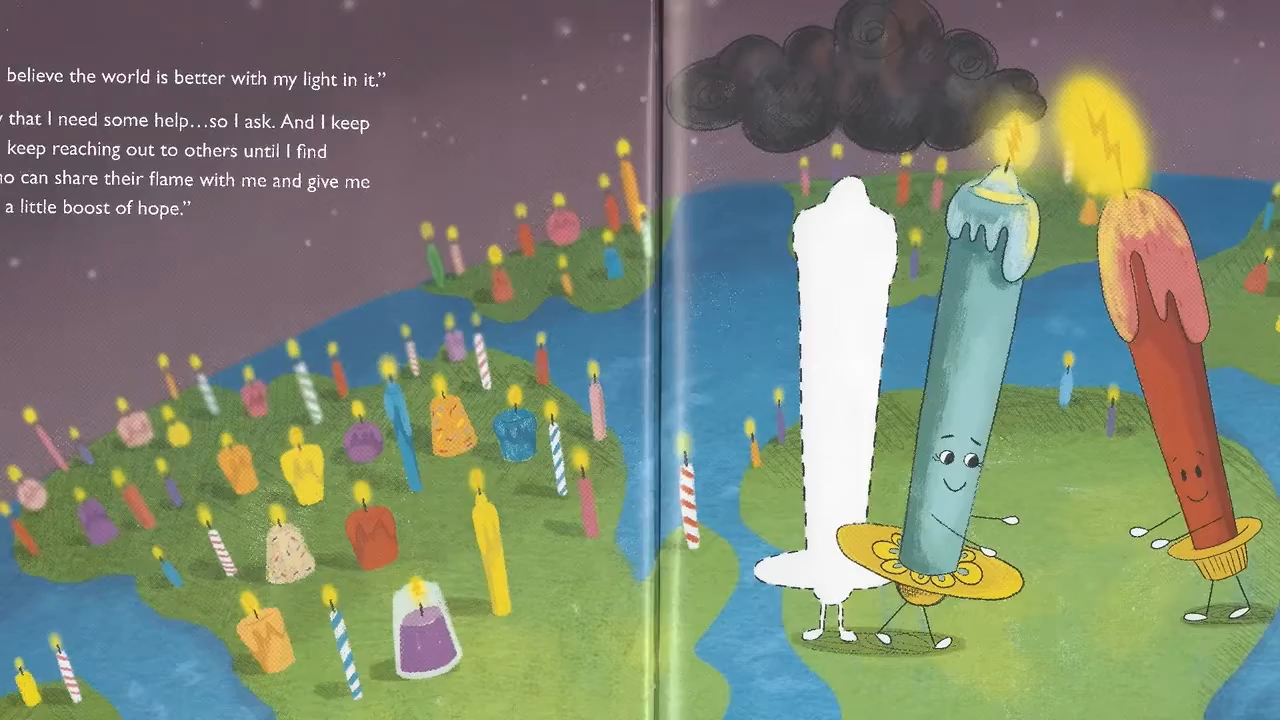 believe the world is better with my light in it.”
that I need some help...so I ask. And I keep
keep reaching out to others until I find
can share their flame with me and give me
a little boost of hope.”